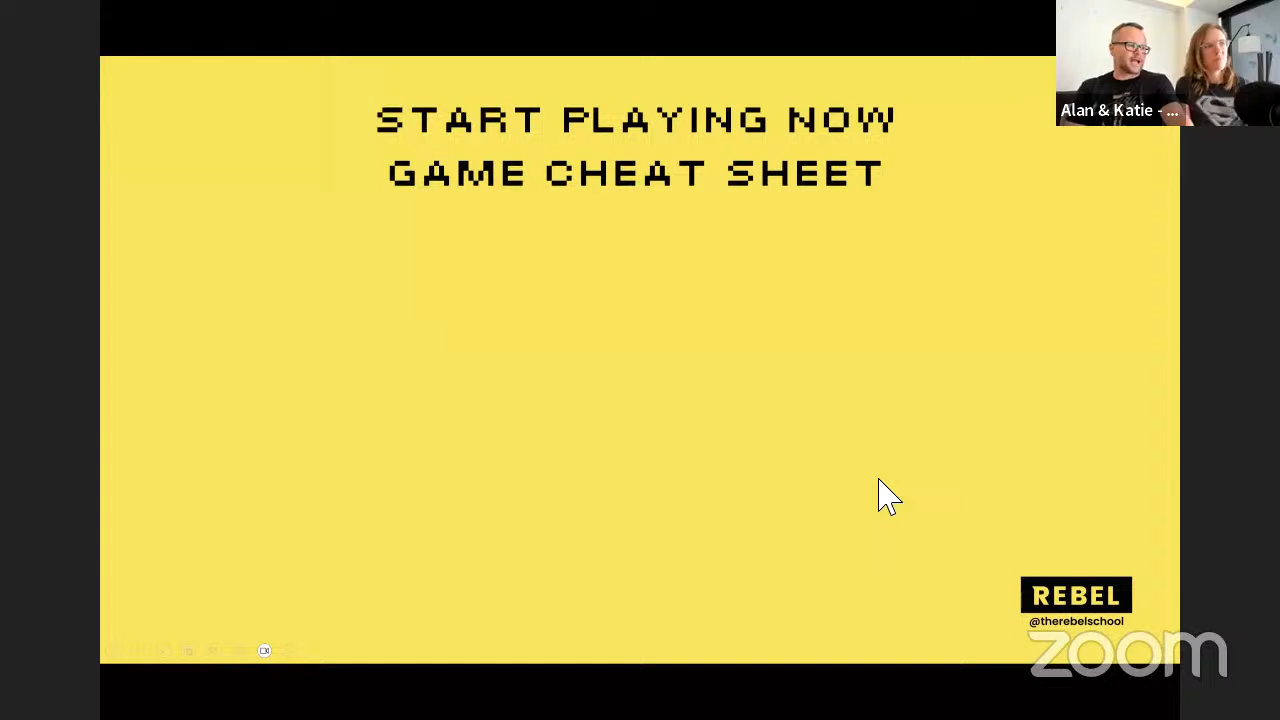 START PLAYING NOW
GAME CHEAT SHEET
Alan & Katie - ...
REBEL
@therebelschool
zoom